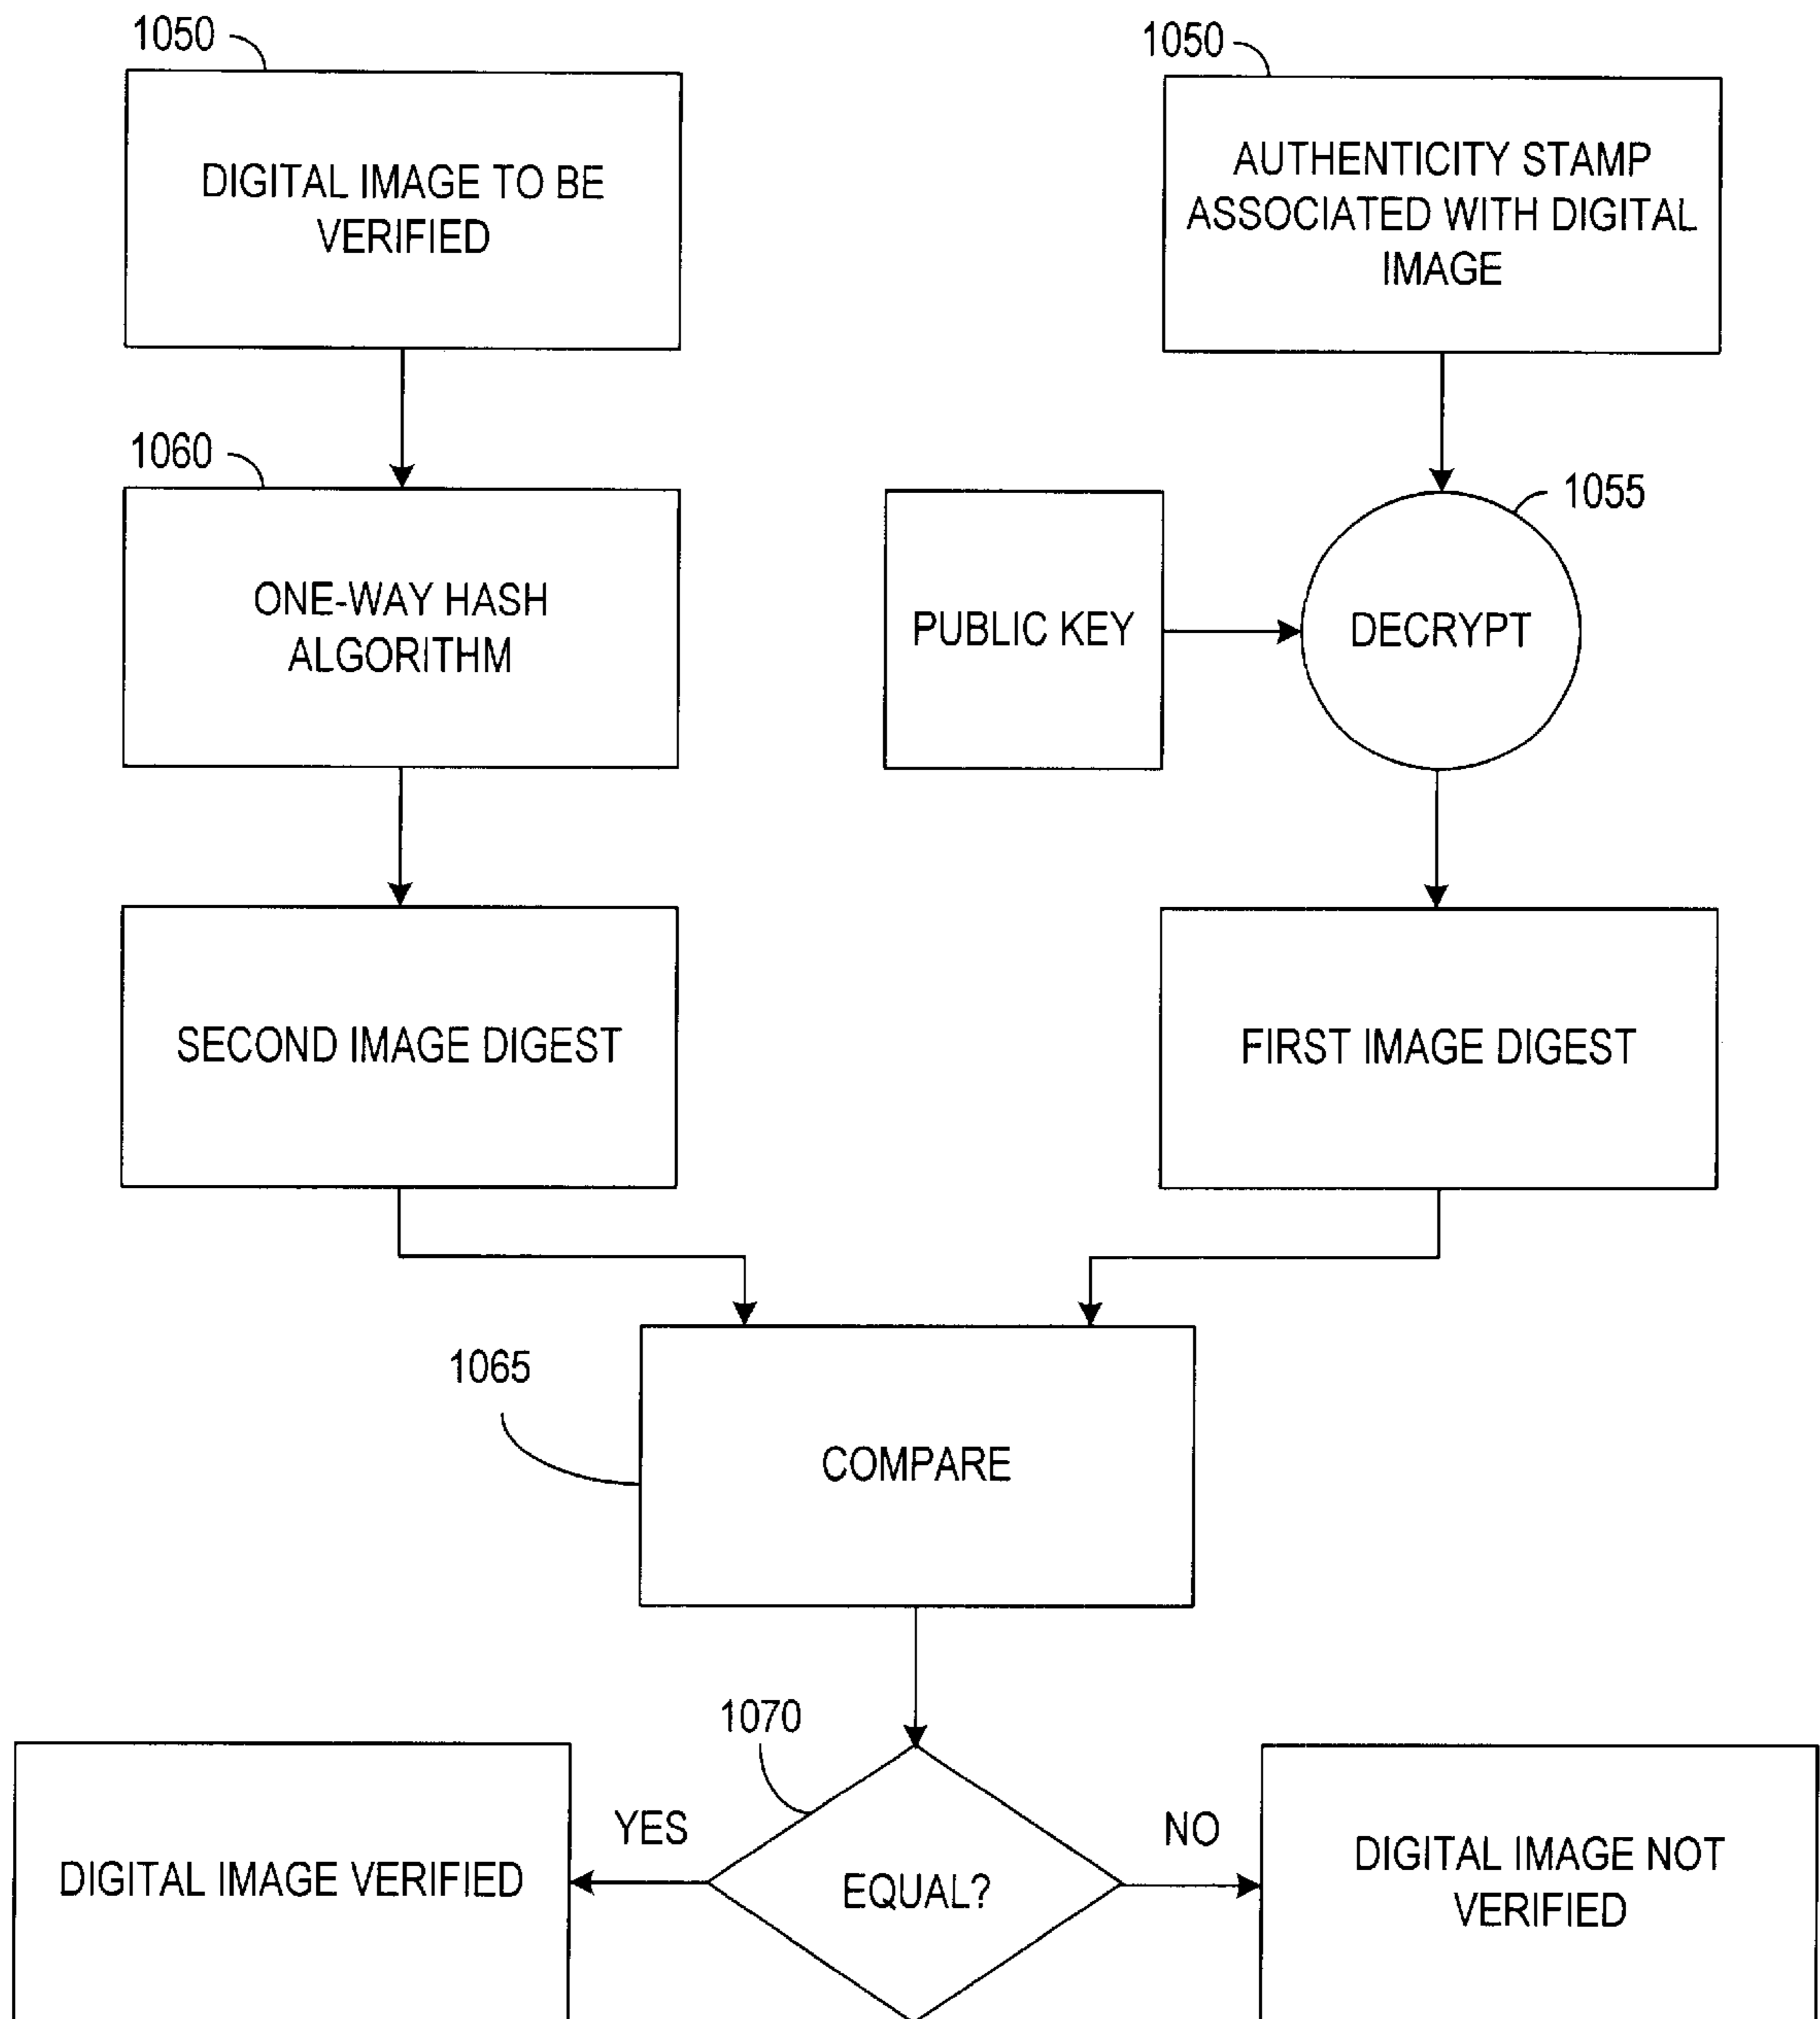 1050
DIGITAL IMAGE TO BE
VERIFIED
1050
AUTHENTICITY STAMP
ASSOCIATED WITH DIGITAL
IMAGE
1060
ONE-WAY HASH
ALGORITHM
PUBLIC KEY
1055
DECRYPT
SECOND IMAGE DIGEST
FIRST IMAGE DIGEST
1065
COMPARE
1070
YES
NO
DIGITAL IMAGE VERIFIED
EQUAL?
DIGITAL IMAGE NOT
VERIFIED